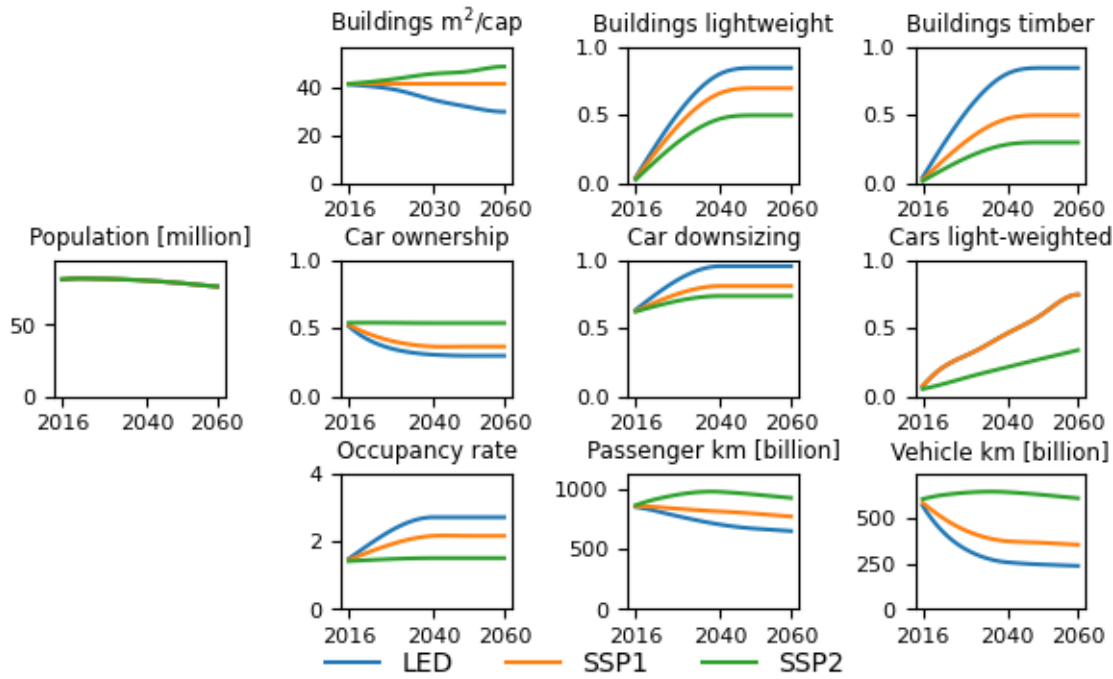 Buildings m²/cap
Buildings lightweight
Buildings timber
40
20
0
2016 2030 2060
1.0
0.5
0.0
2016 2040 2060
1.0
0.5
0.0
2016 2040 2060
Population [million]
Car ownership
Car downsizing
Cars light-weighted
50
0
2016 2040 2060
1.0
0.5
0.0
2016 2040 2060
1.0
0.5
0.0
2016 2040 2060
1.0
0.5
0.0
2016 2040 2060
Occupancy rate
Passenger km [billion]
Vehicle km [billion]
4
2
0
2016 2040 2060
1000
500
0
2016 2040 2060
500
250
0
2016 2040 2060
LED SSP1 SSP2